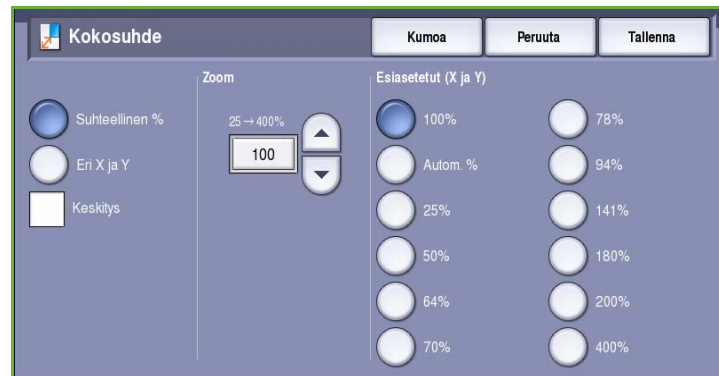 Kokosuhde
Kumoa
Peruuta
Tallenna
Suhteellinen %
Eri X ja Y
Keskitys
Zoom
25→400%
100
Esiasetetut (X ja Y)
100%
Autom. %
25%
50%
64%
70%
78%
94%
141%
180%
200%
400%